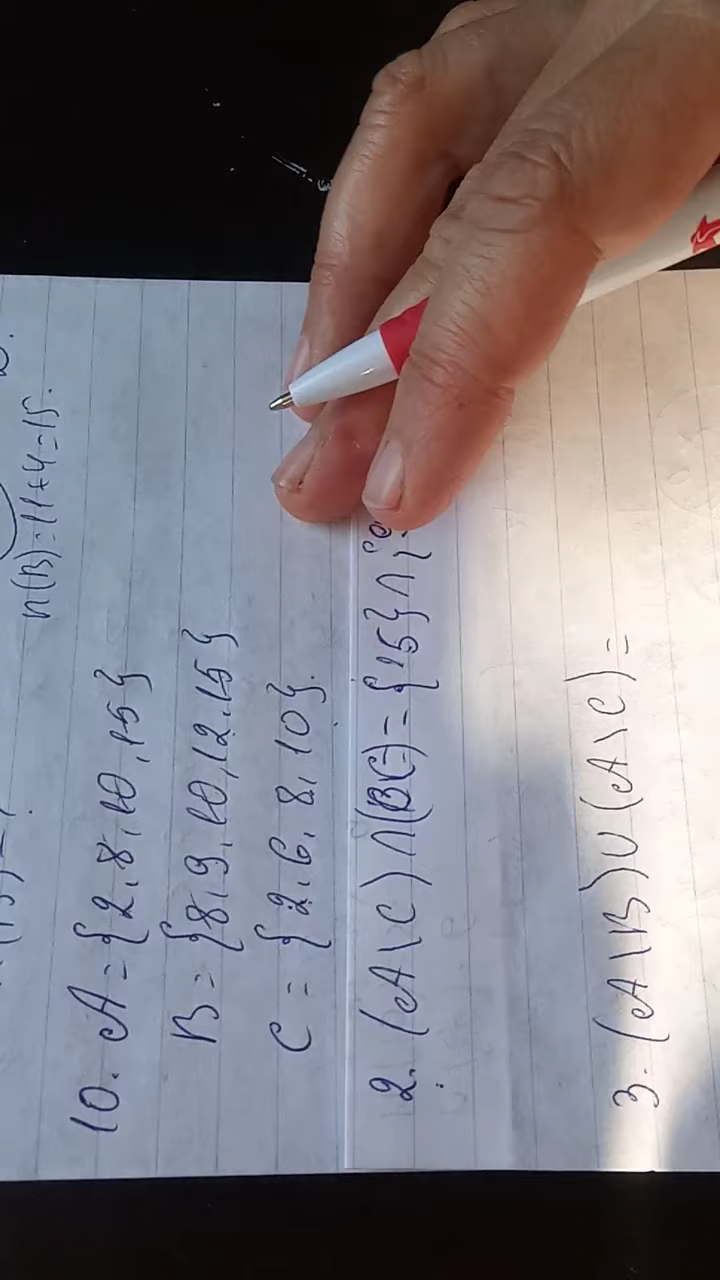 n(B)=11+4=15.
10. A={2,8,10,15}
B={8,9,10,12,15}
C={2,6,8,10}.
2. (A\C)∩(BC)={15}∩{
3. (A\B)∪(A\C)=